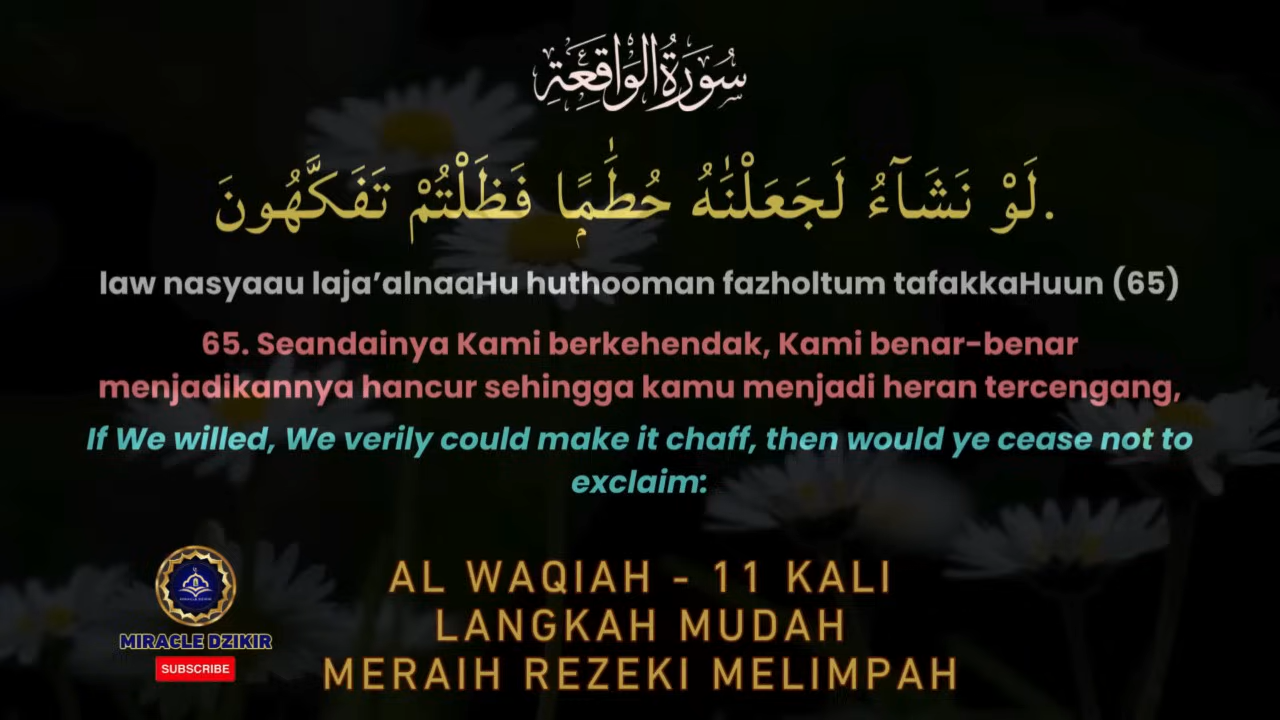 سُورَةُ الوَاقِعَةِ
لَوْ نَشَآءُ لَجَعَلْنَٰهُ حُطَٰمًا فَظَلْتُمْ تَفَكَّهُونَ.
law nasyaau laja’alnaaHu huthooman fazholtum tafakkaHuun (65)
65. Seandainya Kami berkehendak, Kami benar-benar
menjadikannya hancur sehingga kamu menjadi heran tercengang,
If We willed, We verily could make it chaff, then would ye cease not to
exclaim:
AL WAQIAH - 11 KALI
LANGKAH MUDAH
MERAIH REZEKI MELIMPAH
MIRACLE DZIKIR
MIRACLE DZIKIR
SUBSCRIBE